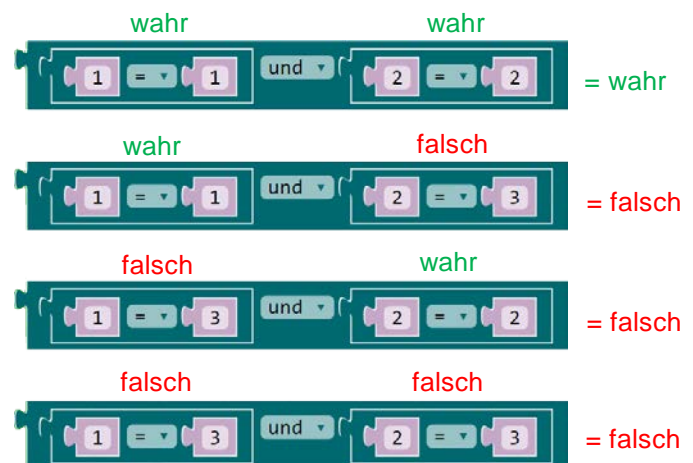 wahr wahr
1 = 1 und 2 = 2 = wahr
wahr falsch
1 = 1 und 2 = 3 = falsch
falsch wahr
1 = 3 und 2 = 2 = falsch
falsch falsch
1 = 3 und 2 = 3 = falsch